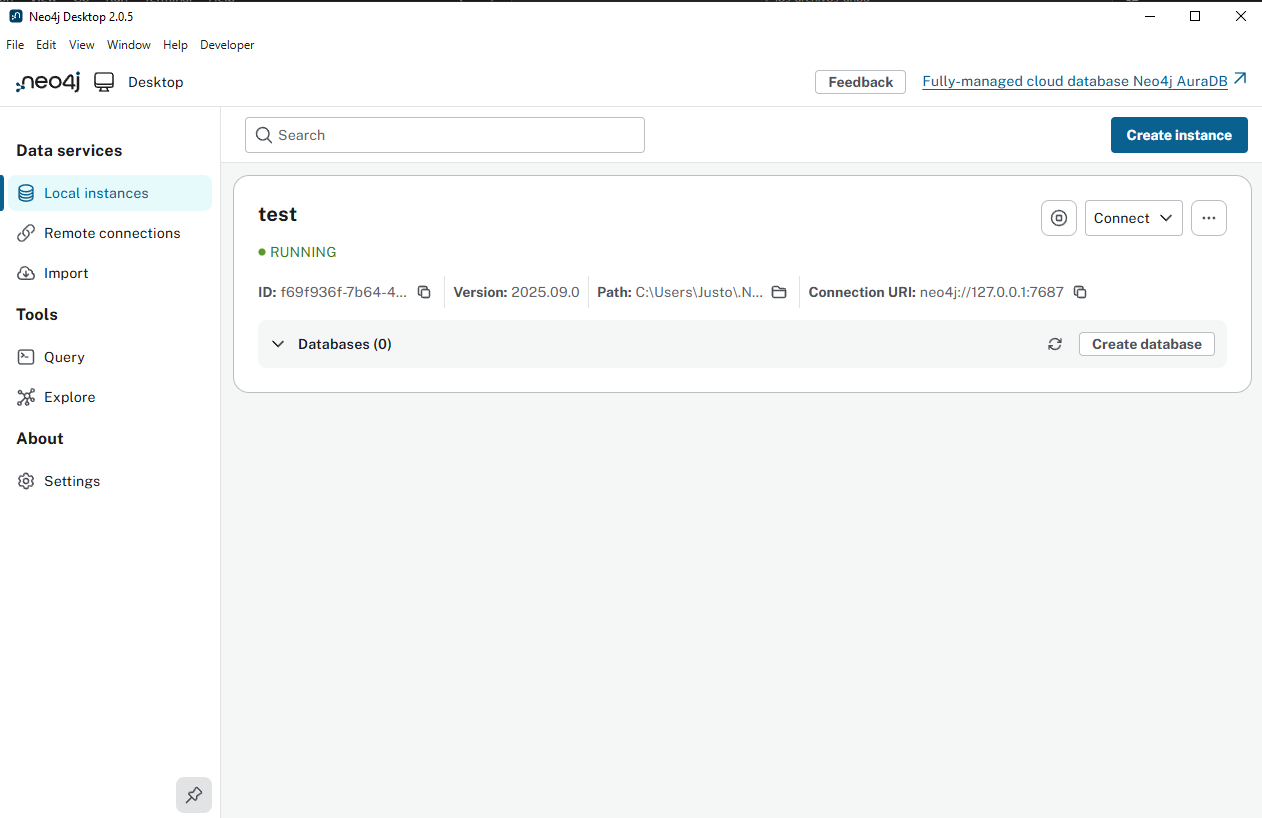 Neo4j Desktop 2.0.5
File Edit View Window Help Developer
neo4j Desktop Feedback Fully-managed cloud database Neo4j AuraDB
Search Create instance
Data services
Local instances
Remote connections
Import
Tools
Query
Explore
About
Settings
test
Connect
RUNNING
ID: f69f936f-7b64-4... Version: 2025.09.0 Path: C:\Users\Justo\.N... Connection URI: neo4j://127.0.0.1:7687
Databases (0) Create database